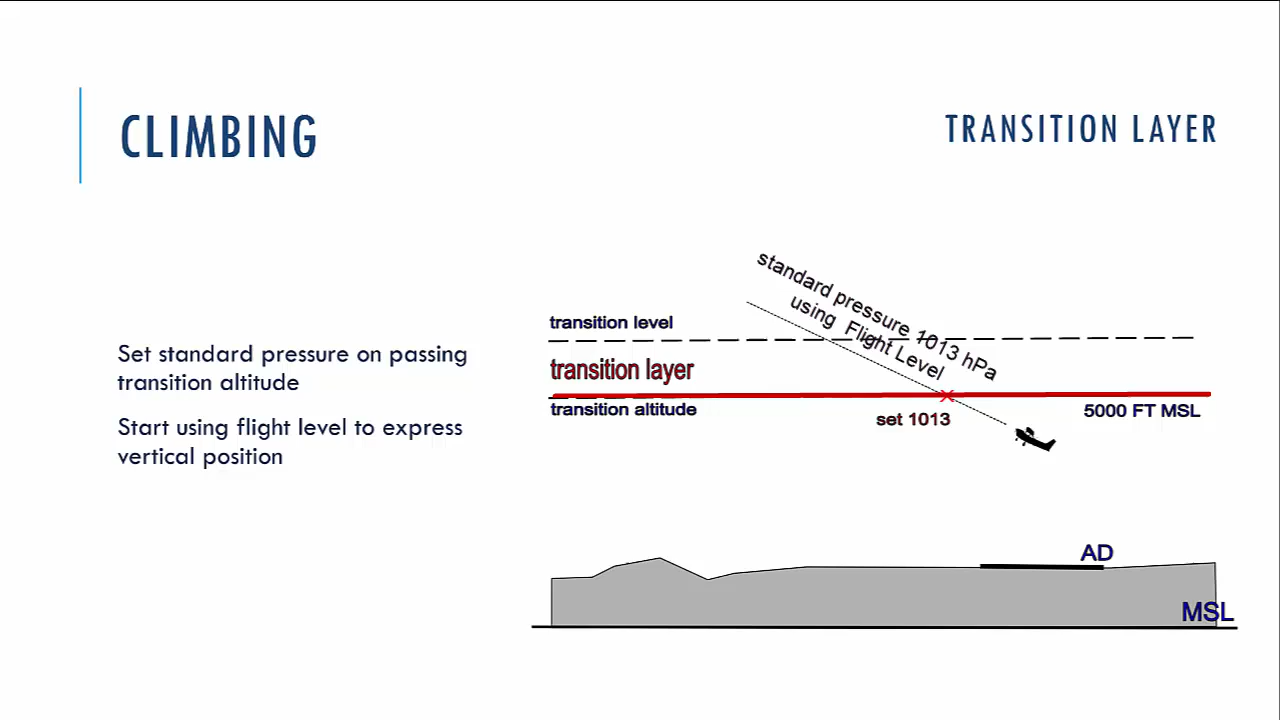 CLIMBING
TRANSITION LAYER
Set standard pressure on passing
transition altitude
Start using flight level to express
vertical position
standard pressure 1013 hPa
using Flight Level
transition level
transition layer
transition altitude
set 1013
5000 FT MSL
AD
MSL